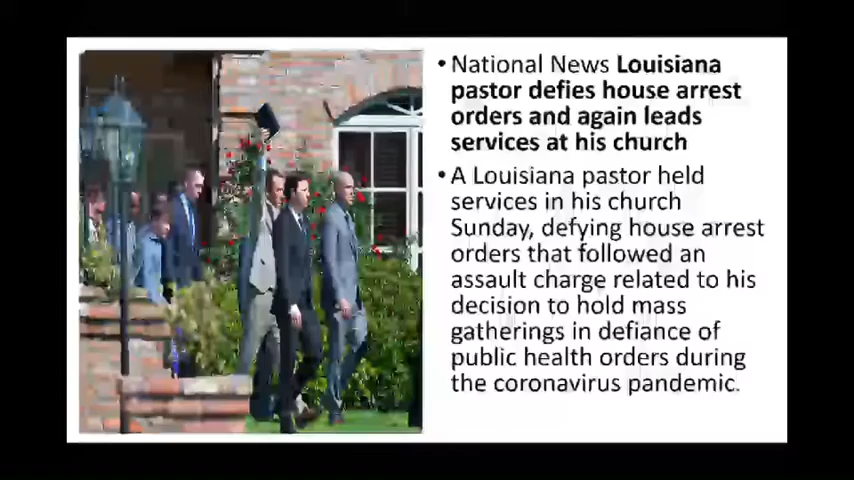 • National News Louisiana
pastor defies house arrest
orders and again leads
services at his church
• A Louisiana pastor held
services in his church
Sunday, defying house arrest
orders that followed an
assault charge related to his
decision to hold mass
gatherings in defiance of
public health orders during
the coronavirus pandemic.